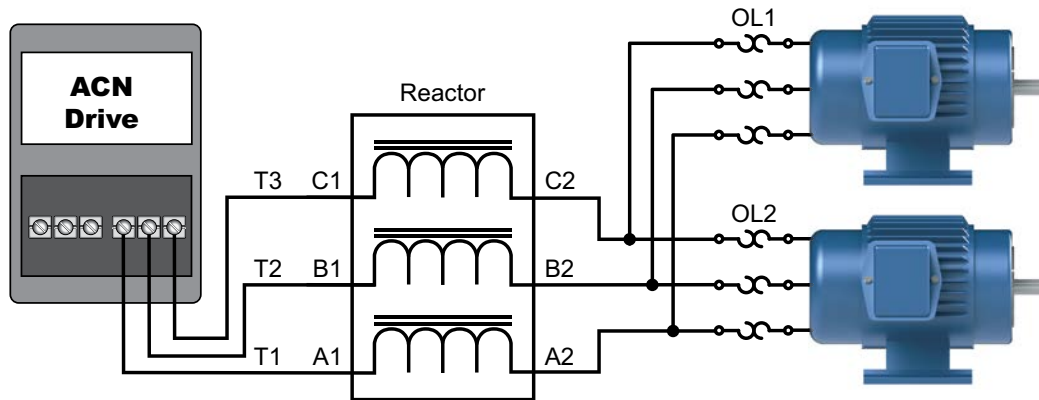 ACN
Drive
Reactor
OL1
T3 C1 C2
OL2
T2 B1 B2
T1 A1 A2